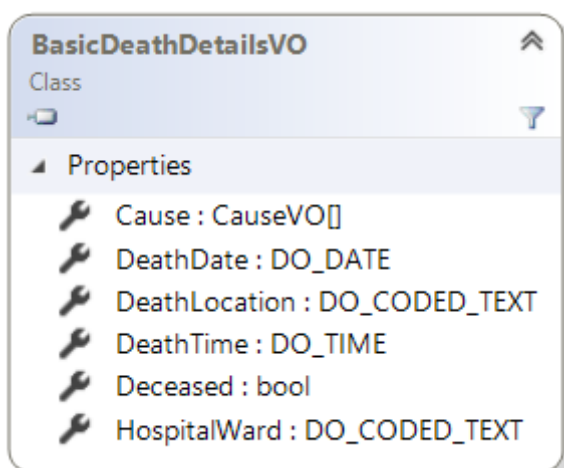 BasicDeathDetailsVO
Class
Properties
Cause : CauseVO[]
DeathDate : DO_DATE
DeathLocation : DO_CODED_TEXT
DeathTime : DO_TIME
Deceased : bool
HospitalWard : DO_CODED_TEXT